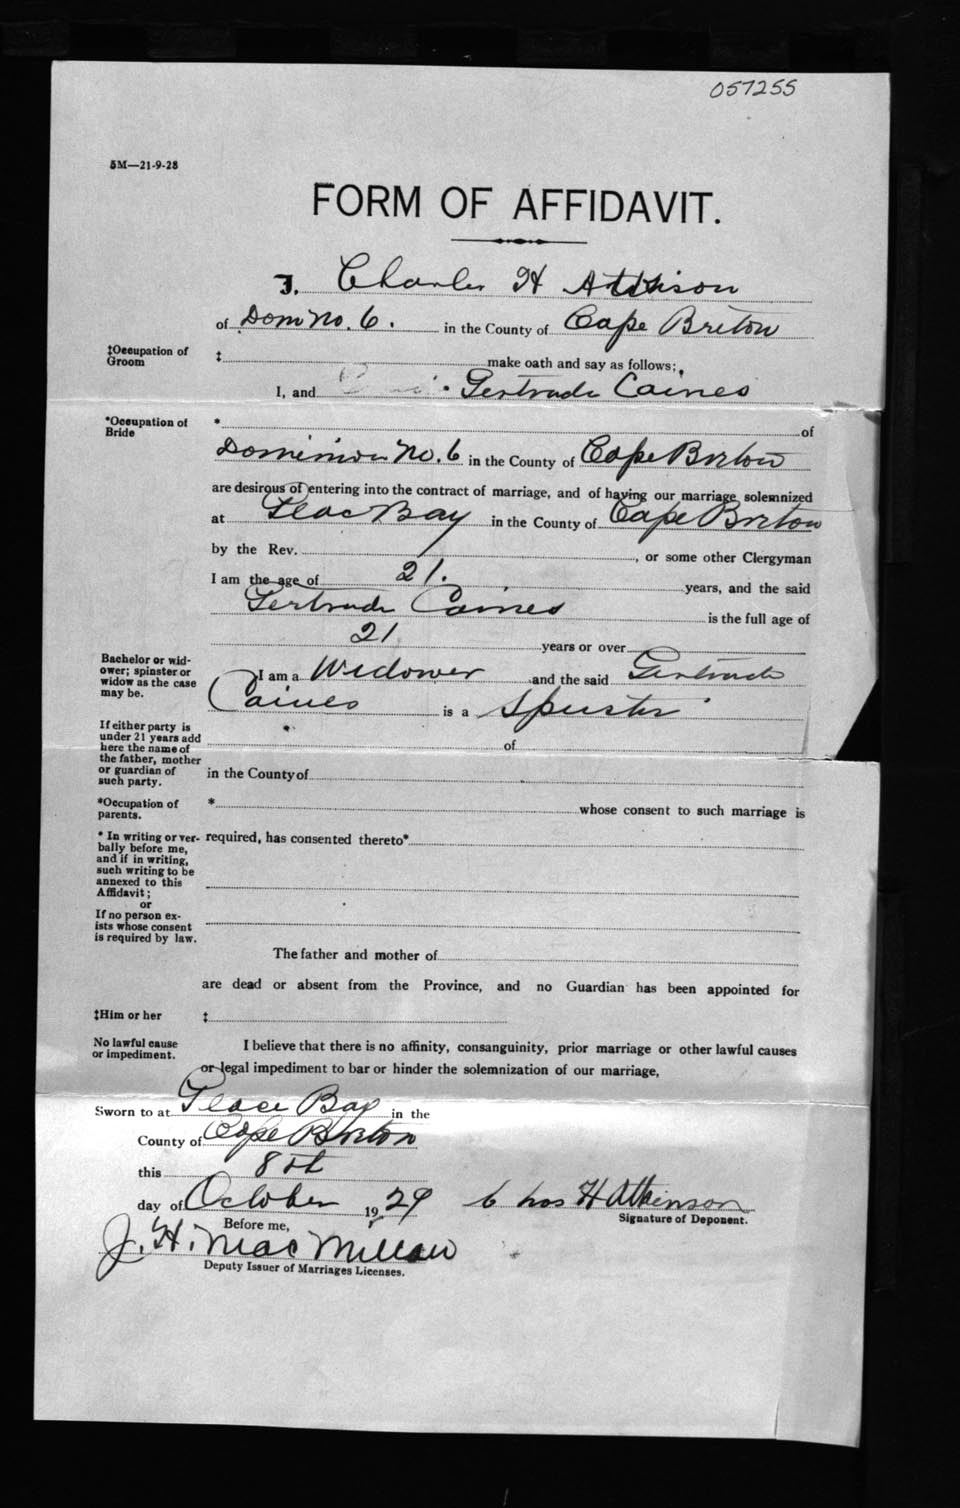 057255
5M—21-9-28
FORM OF AFFIDAVIT.
I. Charles H Atkinson
of Dom No. 6. in the County of Cape Breton
‡Occupation of Groom
‡ make oath and say as follows;
I, and Gertrude Caines
*Occupation of Bride
* of
Dominion No. 6 in the County of Cape Breton
are desirous of entering into the contract of marriage, and of having our marriage solemnized
at Glace Bay in the County of Cape Breton
by the Rev. , or some other Clergyman
I am the age of 21. years, and the said
Gertrude Caines is the full age of
21 years or over
Bachelor or wid-
ower; spinster or
widow as the case
may be.
I am a Widower and the said Gertrude
Caines is a Spinster
If either party is
under 21 years add
here the name of
the father, mother
or guardian of
such party.
of
in the County of
*Occupation of
parents.
* whose consent to such marriage is
* In writing or ver-
bally before me,
and if in writing,
such writing to be
annexed to this
Affidavit;
or
If no person ex-
ists whose consent
is required by law.
required, has consented thereto*
The father and mother of
are dead or absent from the Province, and no Guardian has been appointed for
‡Him or her
‡
No lawful cause
or impediment.
I believe that there is no affinity, consanguinity, prior marriage or other lawful causes
or legal impediment to bar or hinder the solemnization of our marriage,
Sworn to at Glace Bay in the
County of Cape Breton
this 8th
day of October 1929 Chas H Atkinson
Before me, Signature of Deponent.
J. H. MacMillan
Deputy Issuer of Marriages Licenses.